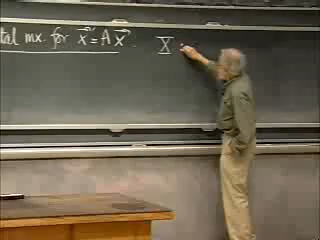 tal mx. for x⃗' = A x⃗. X